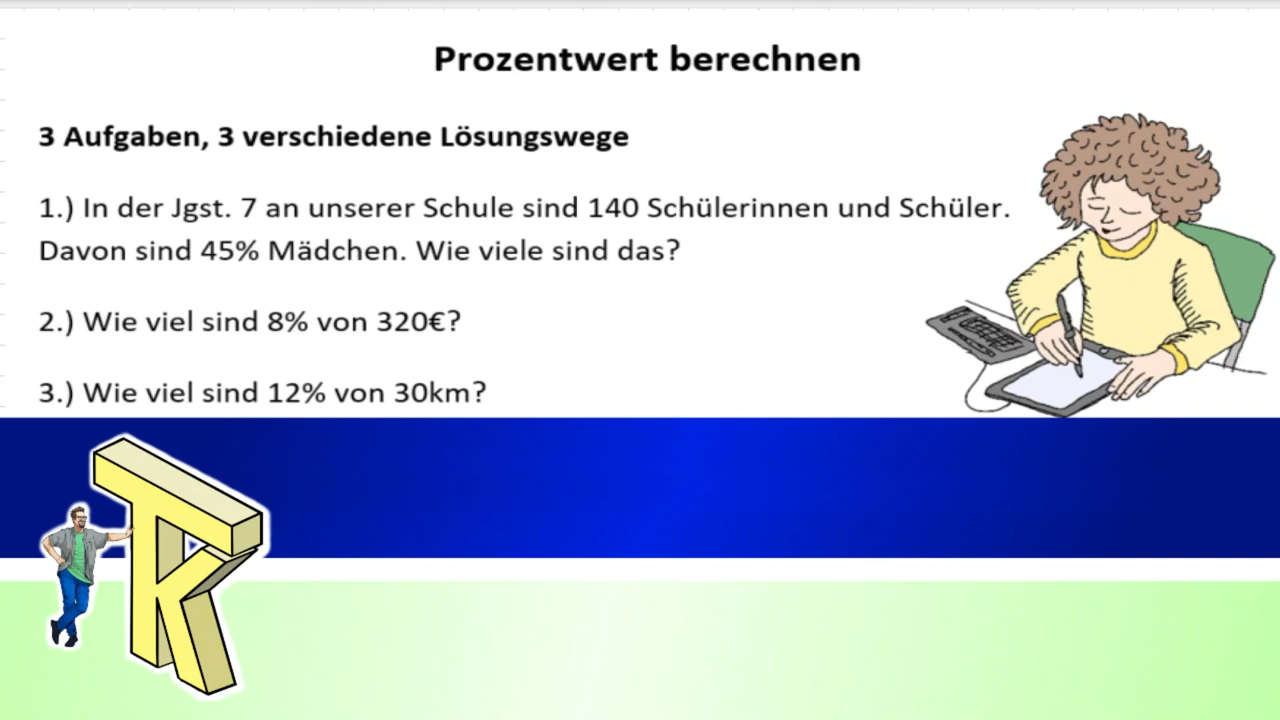 Prozentwert berechnen
3 Aufgaben, 3 verschiedene Lösungswege
1.) In der Jgst. 7 an unserer Schule sind 140 Schülerinnen und Schüler.
Davon sind 45% Mädchen. Wie viele sind das?
2.) Wie viel sind 8% von 320€?
3.) Wie viel sind 12% von 30km?
TK